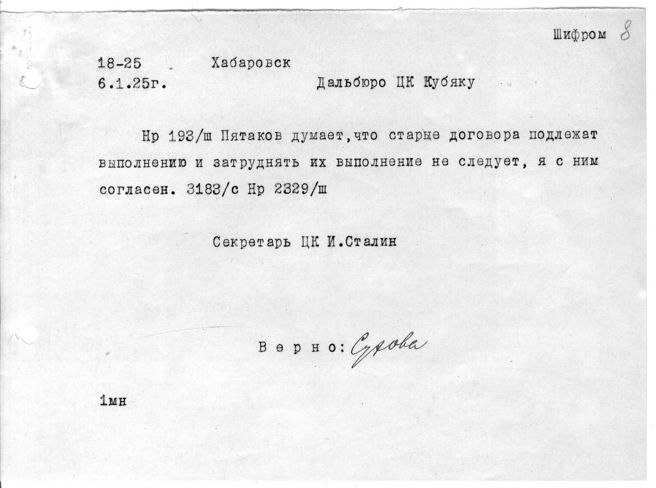 Шифром 8
18-25 Хабаровск
6.1.25г. Дальбюро ЦК Кубяку
Нр 193/ш Пятаков думает,что старые договора подлежат
выполнению и затруднять их выполнение не следует, я с ним
согласен. 3183/с Нр 2329/ш
Секретарь ЦК И.Сталин
Верно: Сухова
1мн